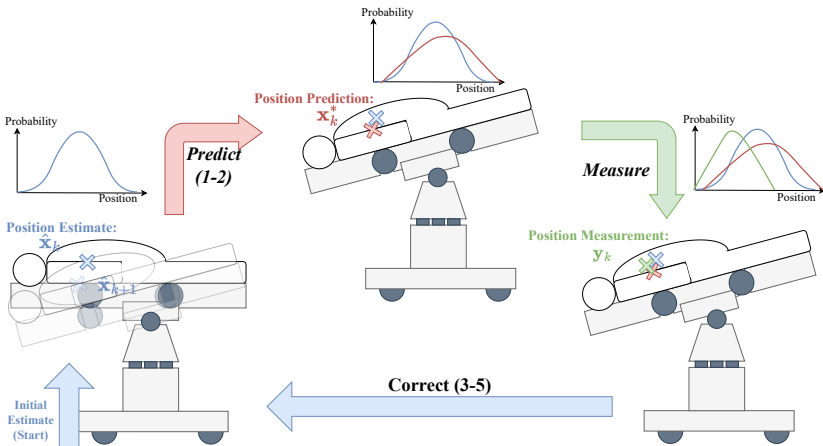 Probability
Position
Position Prediction:
x*k
Predict
(1-2)
Probability
Position
Measure
Probability
Position
Position Estimate:
x̂k
x̂k+1
Position Measurement:
yk
Correct (3-5)
Initial
Estimate
(Start)